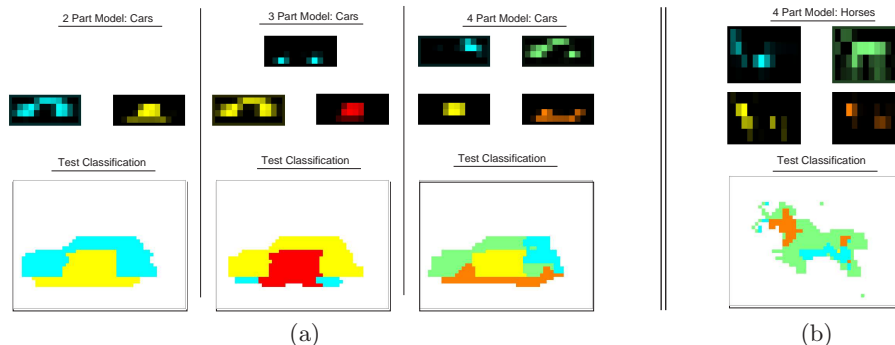 2 Part Model: Cars
3 Part Model: Cars
4 Part Model: Cars
4 Part Model: Horses
Test Classification
Test Classification
Test Classification
Test Classification
(a)
(b)